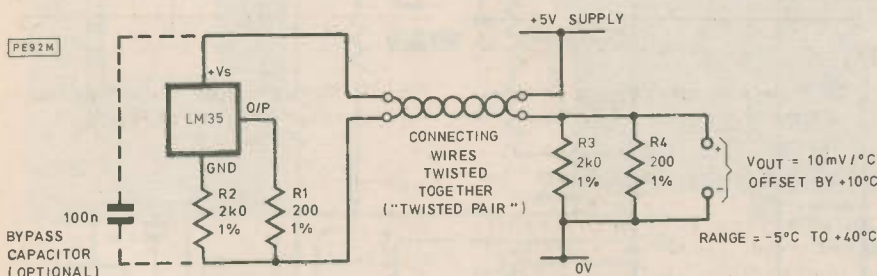 PE92M
+5V SUPPLY
+Vs
LM35
O/P
GND
R2
2k0
1%
R1
200
1%
100n
BYPASS
CAPACITOR
(OPTIONAL)
CONNECTING
WIRES
TWISTED
TOGETHER
("TWISTED PAIR")
R3
2k0
1%
R4
200
1%
+
−
VOUT = 10mV/°C
OFFSET BY +10°C
RANGE = -5°C TO +40°C
0V